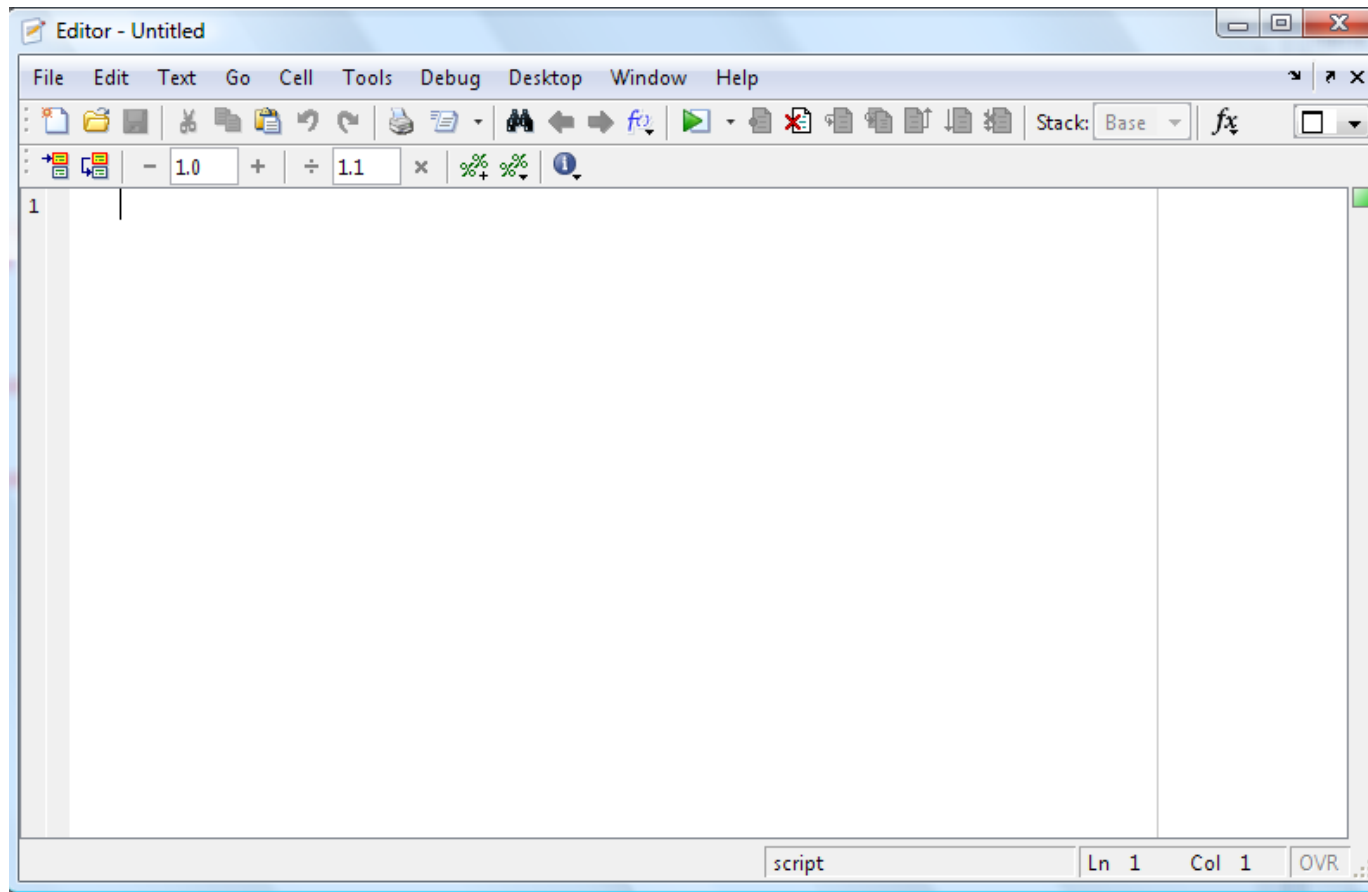 Editor - Untitled
File Edit Text Go Cell Tools Debug Desktop Window Help
Stack: Base fx
- 1.0 + ÷ 1.1 ×
1
script Ln 1 Col 1 OVR